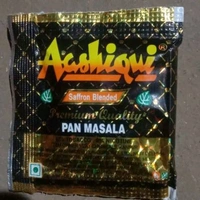 Aashiqui®
Saffron Blended
Premium Quality
PAN MASALA